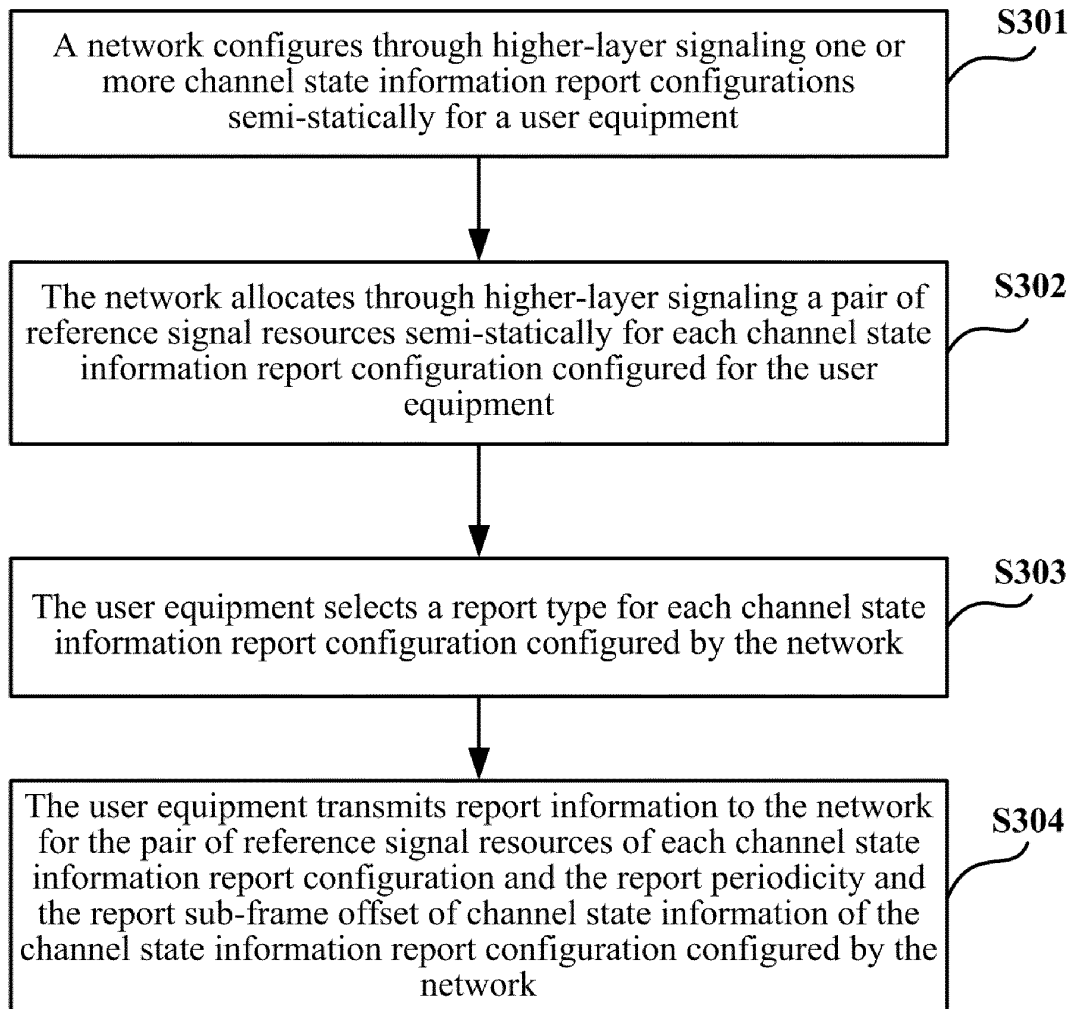 S301
A network configures through higher-layer signaling one or
more channel state information report configurations
semi-statically for a user equipment
S302
The network allocates through higher-layer signaling a pair of
reference signal resources semi-statically for each channel state
information report configuration configured for the user
equipment
S303
The user equipment selects a report type for each channel state
information report configuration configured by the network
S304
The user equipment transmits report information to the network
for the pair of reference signal resources of each channel state
information report configuration and the report periodicity and
the report sub-frame offset of channel state information of the
channel state information report configuration configured by the
network